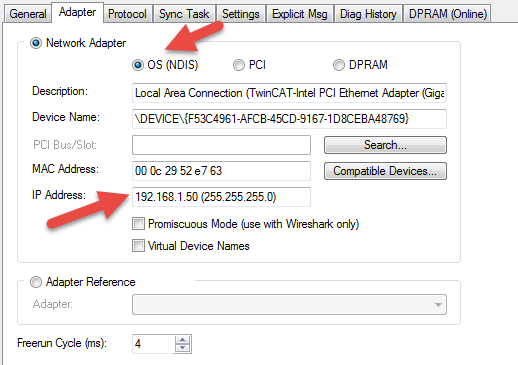 General Adapter Protocol Sync Task Settings Explicit Msg Diag History DPRAM (Online)
Network Adapter
OS (NDIS) PCI DPRAM
Description: Local Area Connection (TwinCAT-Intel PCI Ethernet Adapter (Giga
Device Name: \DEVICE\{F53C4961-AFCB-45CD-9167-1D8CEBA48769}
PCI Bus/Slot: Search...
MAC Address: 00 0c 29 52 e7 63 Compatible Devices...
IP Address: 192.168.1.50 (255.255.255.0)
Promiscuous Mode (use with Wireshark only)
Virtual Device Names
Adapter Reference
Adapter:
Freerun Cycle (ms): 4